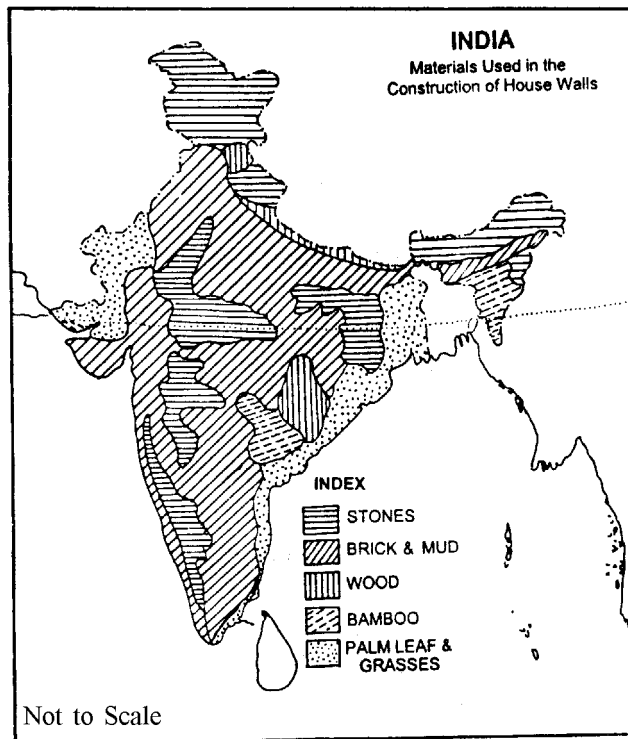 INDIA
Materials Used in the
Construction of House Walls
INDEX
STONES
BRICK & MUD
WOOD
BAMBOO
PALM LEAF &
GRASSES
Not to Scale